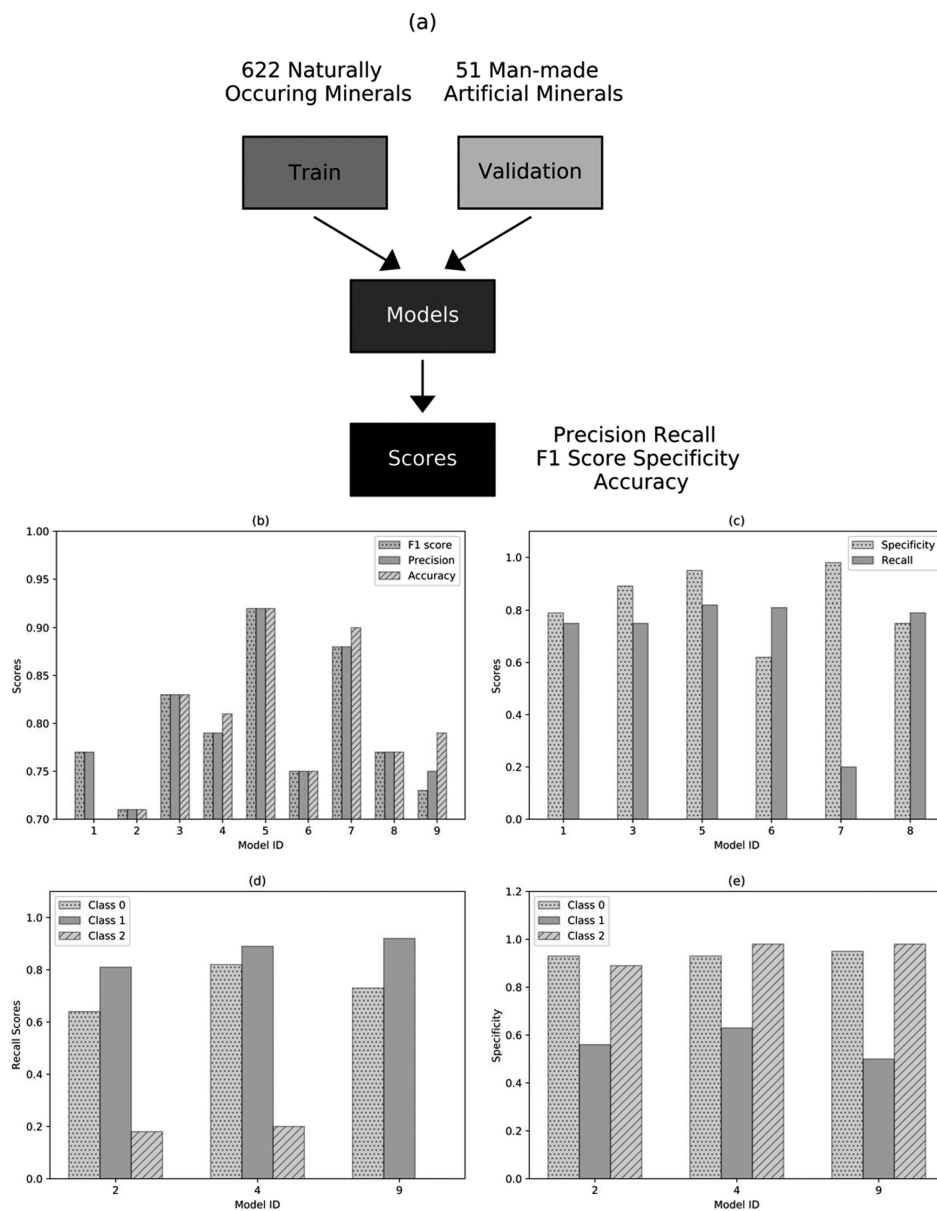 (a)
622 Naturally
Occuring Minerals
51 Man-made
Artificial Minerals
Train
Validation
Models
Scores
Precision Recall
F1 Score Specificity
Accuracy
(b)
1.00
0.95
0.90
0.85
0.80
0.75
0.70
Scores
F1 score
Precision
Accuracy
1 2 3 4 5 6 7 8 9
Model ID
(c)
1.0
0.8
0.6
0.4
0.2
0.0
Scores
Specificity
Recall
1 3 5 6 7 8
Model ID
(d)
1.0
0.8
0.6
0.4
0.2
0.0
Recall Scores
Class 0
Class 1
Class 2
2 4 9
Model ID
(e)
1.2
1.0
0.8
0.6
0.4
0.2
0.0
Specificity
Class 0
Class 1
Class 2
2 4 9
Model ID